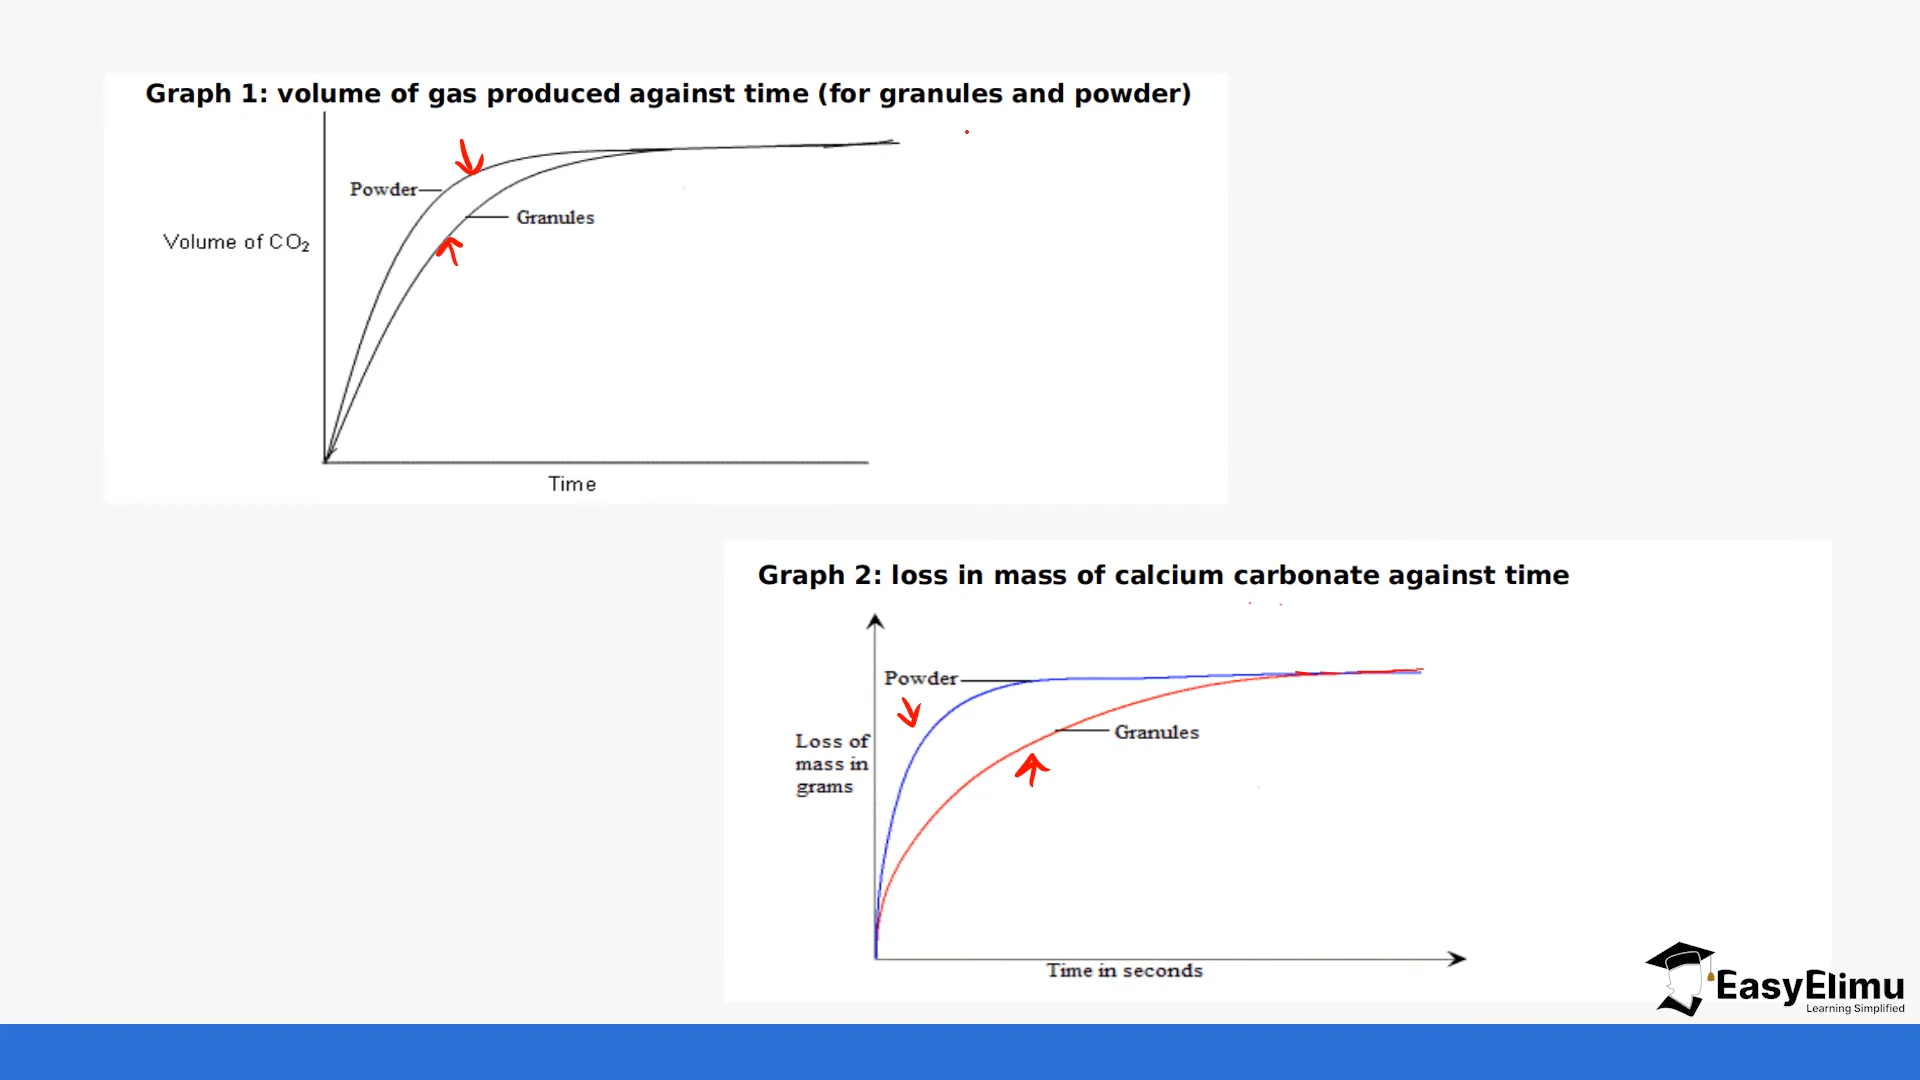 Graph 1: volume of gas produced against time (for granules and powder)
Powder
Granules
Volume of CO₂
Time
Graph 2: loss in mass of calcium carbonate against time
Powder
Granules
Loss of
mass in
grams
Time in seconds
EasyElimu
Learning Simplified